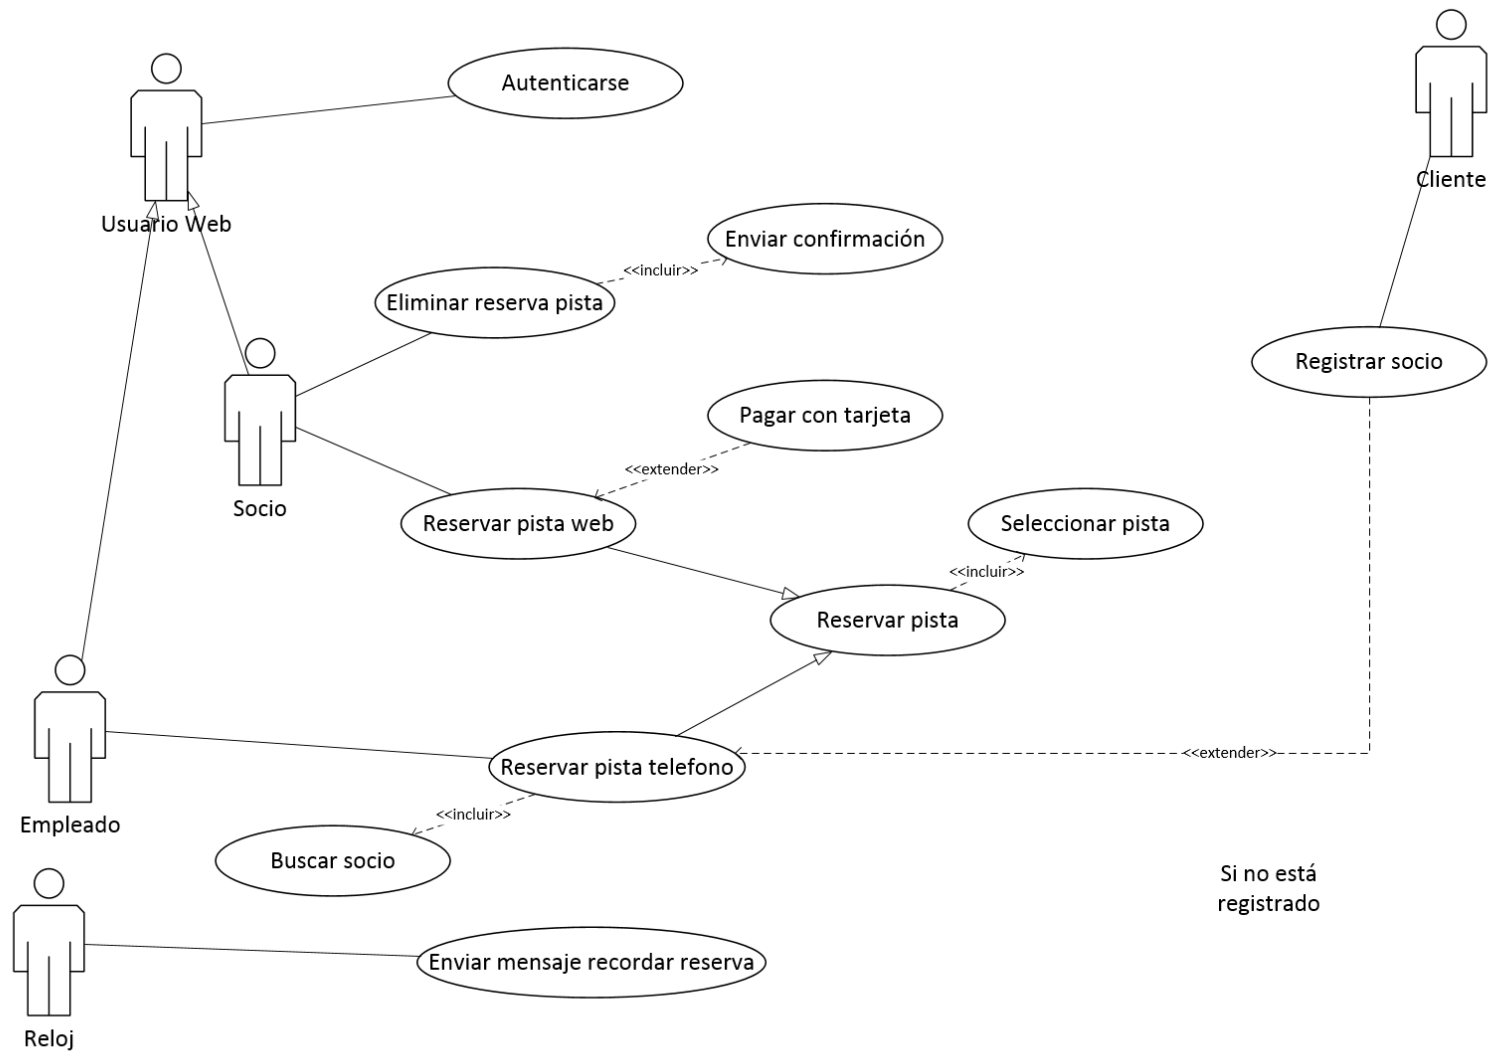 Autenticarse
Cliente
Usuario Web
Enviar confirmación
<<incluir>>
Eliminar reserva pista
Registrar socio
Pagar con tarjeta
<<extender>>
Socio
Reservar pista web
Seleccionar pista
<<incluir>>
Reservar pista
<<extender>>
Reservar pista telefono
<<incluir>>
Empleado
Buscar socio
Si no está
registrado
Enviar mensaje recordar reserva
Reloj